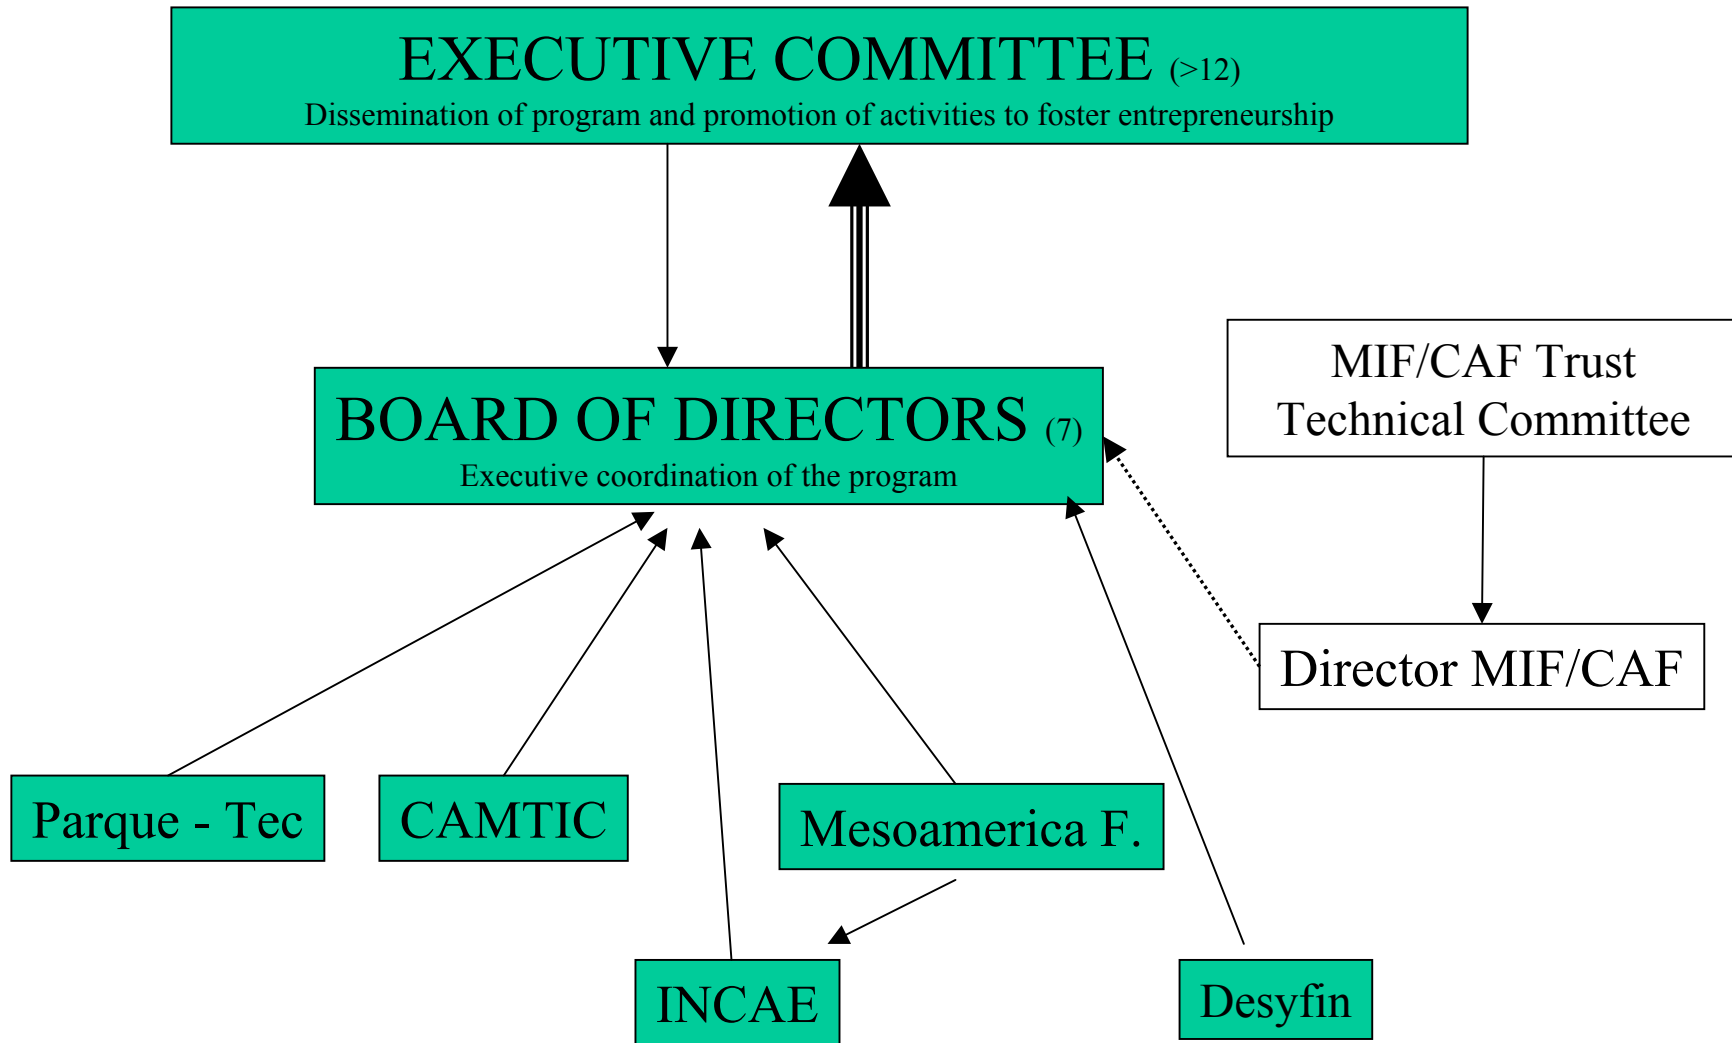 EXECUTIVE COMMITTEE (>12)
Dissemination of program and promotion of activities to foster entrepreneurship
MIF/CAF Trust
Technical Committee
BOARD OF DIRECTORS (7)
Executive coordination of the program
Director MIF/CAF
Parque - Tec
CAMTIC
Mesoamerica F.
INCAE
Desyfin